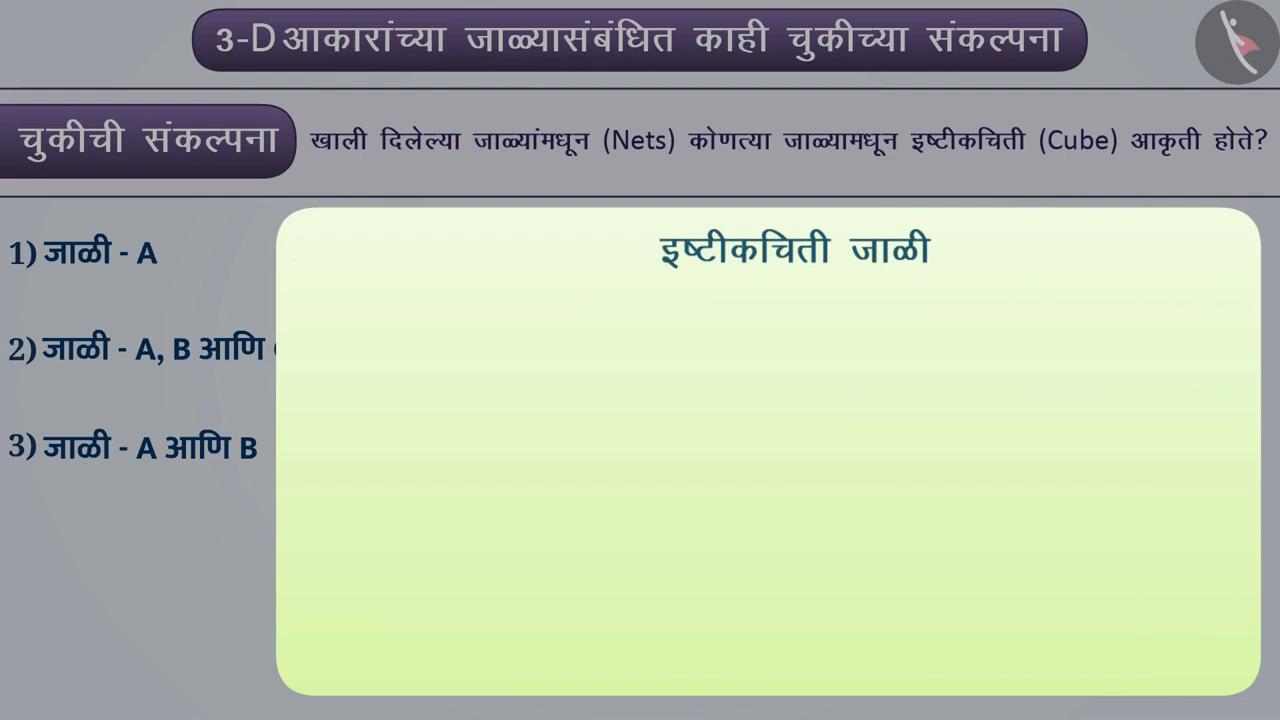 3-D आकारांच्या जाळ्यासंबंधित काही चुकीच्या संकल्पना
चुकीची संकल्पना
खाली दिलेल्या जाळ्यांमधून (Nets) कोणत्या जाळ्यामधून इष्टीकचिती (Cube) आकृती होते?
इष्टीकचिती जाळी
1) जाळी - A
2) जाळी - A, B आणि
3) जाळी - A आणि B